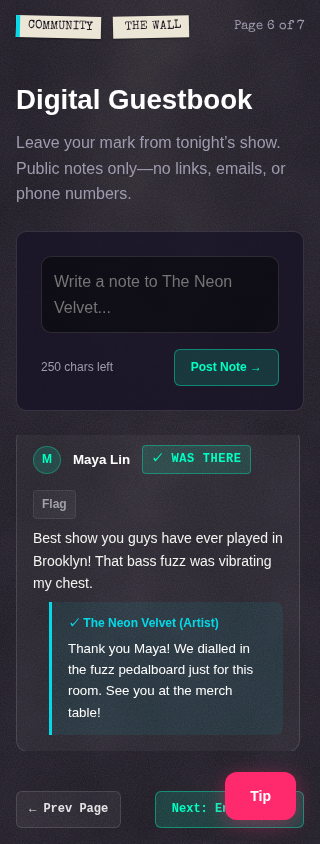 COMMUNITY THE WALL Page 6 of 7
Digital Guestbook
Leave your mark from tonight's show.
Public notes only—no links, emails, or
phone numbers.
Write a note to The Neon
Velvet...
250 chars left Post Note →
M Maya Lin ✓ WAS THERE
Flag
Best show you guys have ever played in
Brooklyn! That bass fuzz was vibrating
my chest.
✓ The Neon Velvet (Artist)
Thank you Maya! We dialled in
the fuzz pedalboard just for this
room. See you at the merch
table!
← Prev Page Next:
Tip